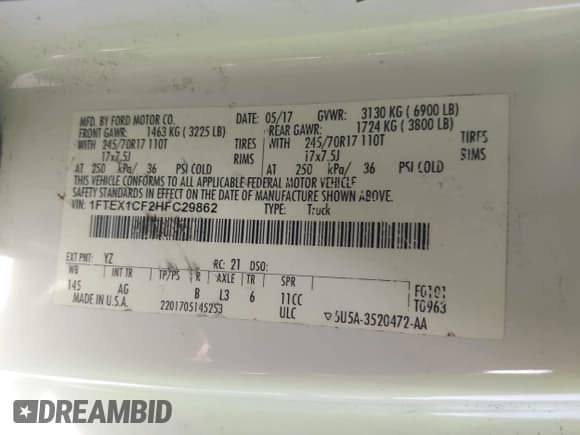 MFD. BY FORD MOTOR CO.
DATE: 05/17 GVWR: 3130 KG ( 6900 LB)
FRONT GAWR: 1463 KG ( 3225 LB) REAR GAWR: 1724 KG ( 3800 LB)
WITH 245/70R17 110T TIRES WITH 245/70R17 110T TIRES
17x7.5J RIMS 17x7.5J RIMS
AT 250 kPa/ 36 PSI COLD AT 250 kPa/ 36 PSI COLD
THIS VEHICLE CONFORMS TO ALL APPLICABLE FEDERAL MOTOR VEHICLE
SAFETY STANDARDS IN EFFECT ON THE DATE OF MANUFACTURE SHOWN ABOVE.
VIN: 1FTEX1CF2HFC29862 TYPE: Truck
EXT PNT: YZ RC: 21 DSO:
WB INT TR TP/PS R AXLE TR SPR
145 AG B L3 6 11CC F0191
ULC T0963
MADE IN U.S.A. 2201705145253 5U5A-3520472-AA
DREAMBID